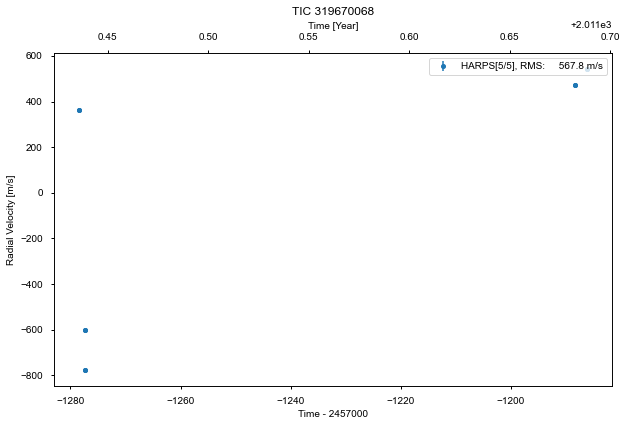 TIC 319670068
Time [Year]
+2.011e3
0.45 0.50 0.55 0.60 0.65 0.70
HARPS[5/5], RMS: 567.8 m/s
600
400
200
0
−200
−400
−600
−800
Radial Velocity [m/s]
−1280 −1260 −1240 −1220 −1200
Time - 2457000